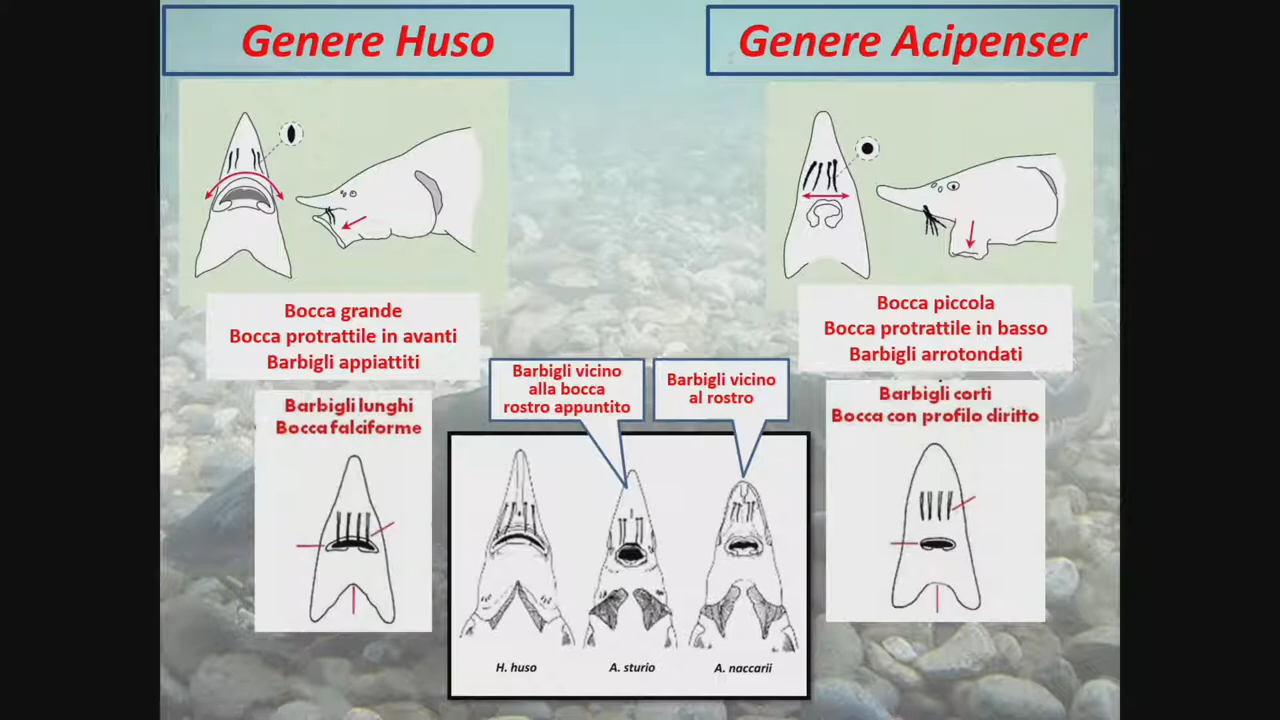 Genere Huso
Genere Acipenser
Bocca grande
Bocca protrattile in avanti
Barbigli appiattiti
Bocca piccola
Bocca protrattile in basso
Barbigli arrotondati
Barbigli vicino
alla bocca
rostro appuntito
Barbigli vicino
al rostro
Barbigli lunghi
Bocca falciforme
Barbigli corti
Bocca con profilo diritto
H. huso
A. sturio
A. naccarii